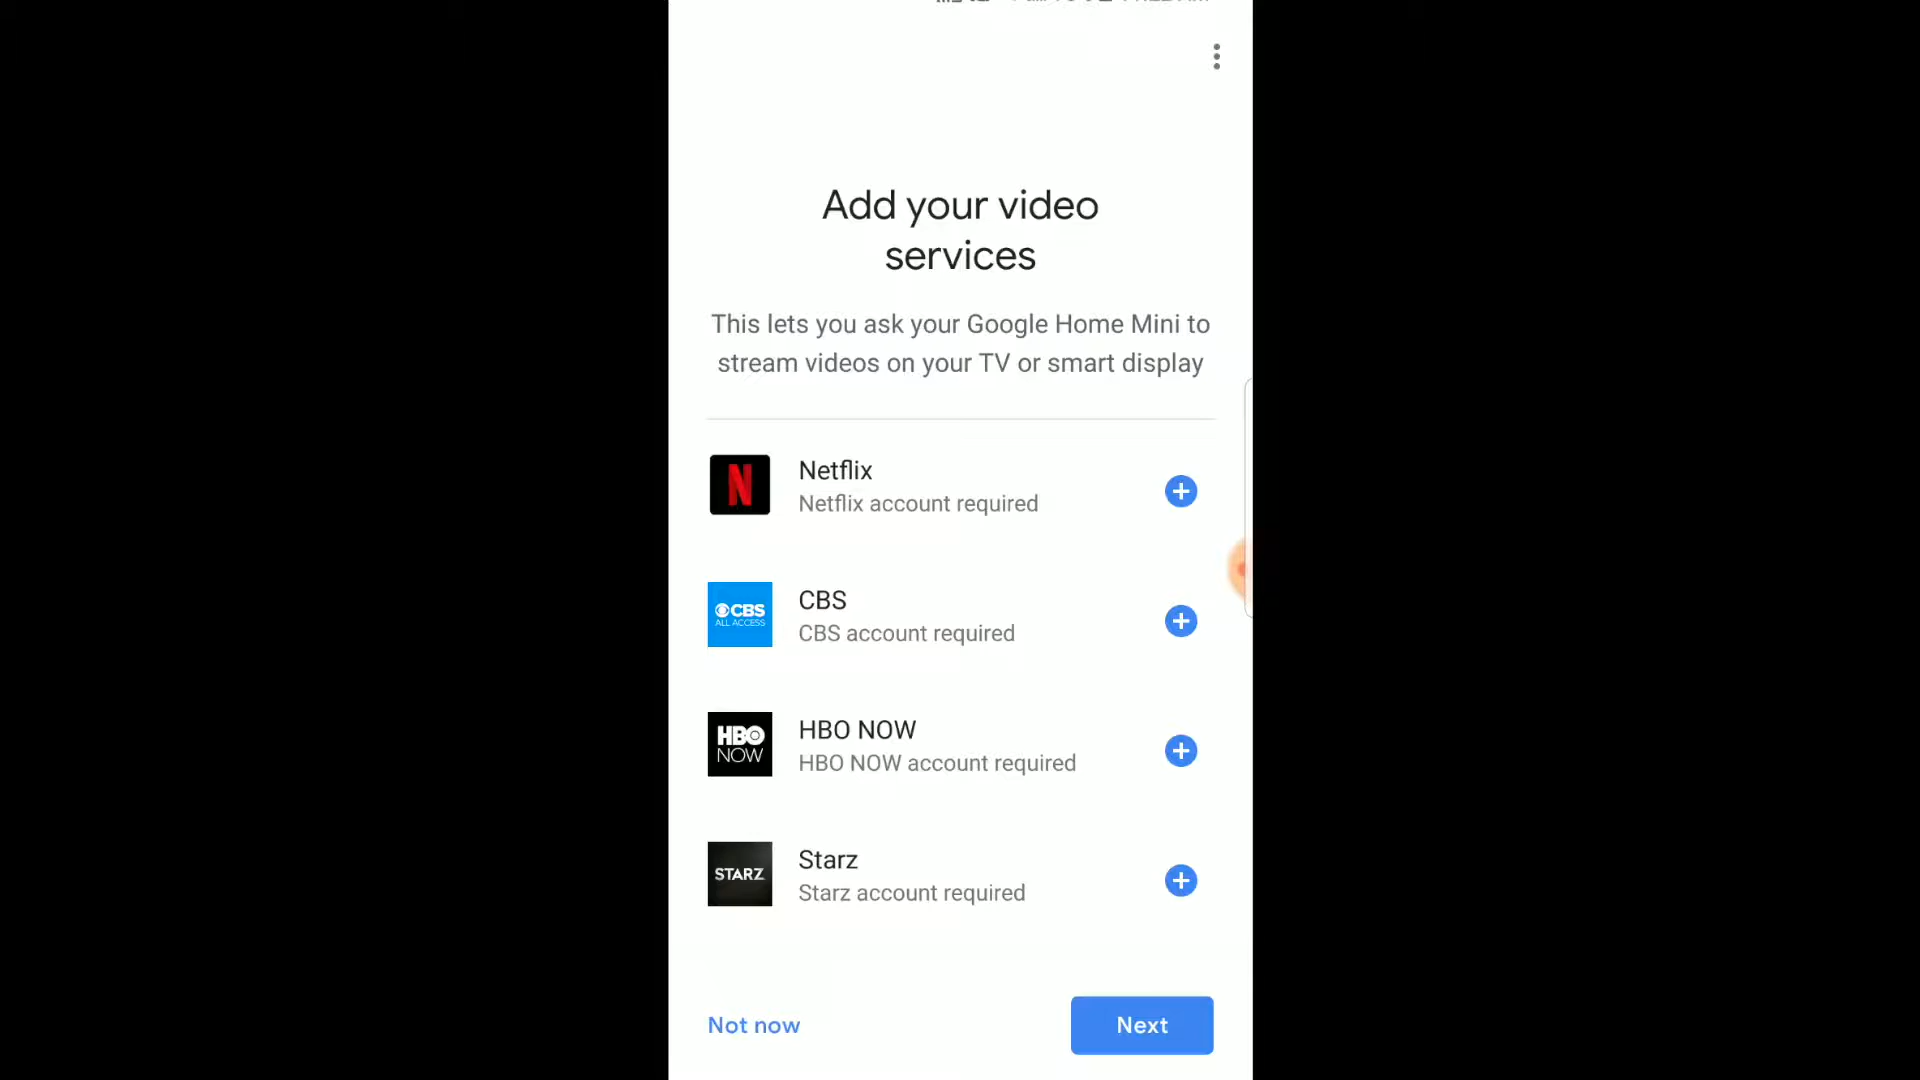 Add your video
services
This lets you ask your Google Home Mini to
stream videos on your TV or smart display
N
Netflix
Netflix account required
CBS
ALL ACCESS
CBS
CBS account required
HBO
NOW
HBO NOW
HBO NOW account required
STARZ
Starz
Starz account required
Not now
Next